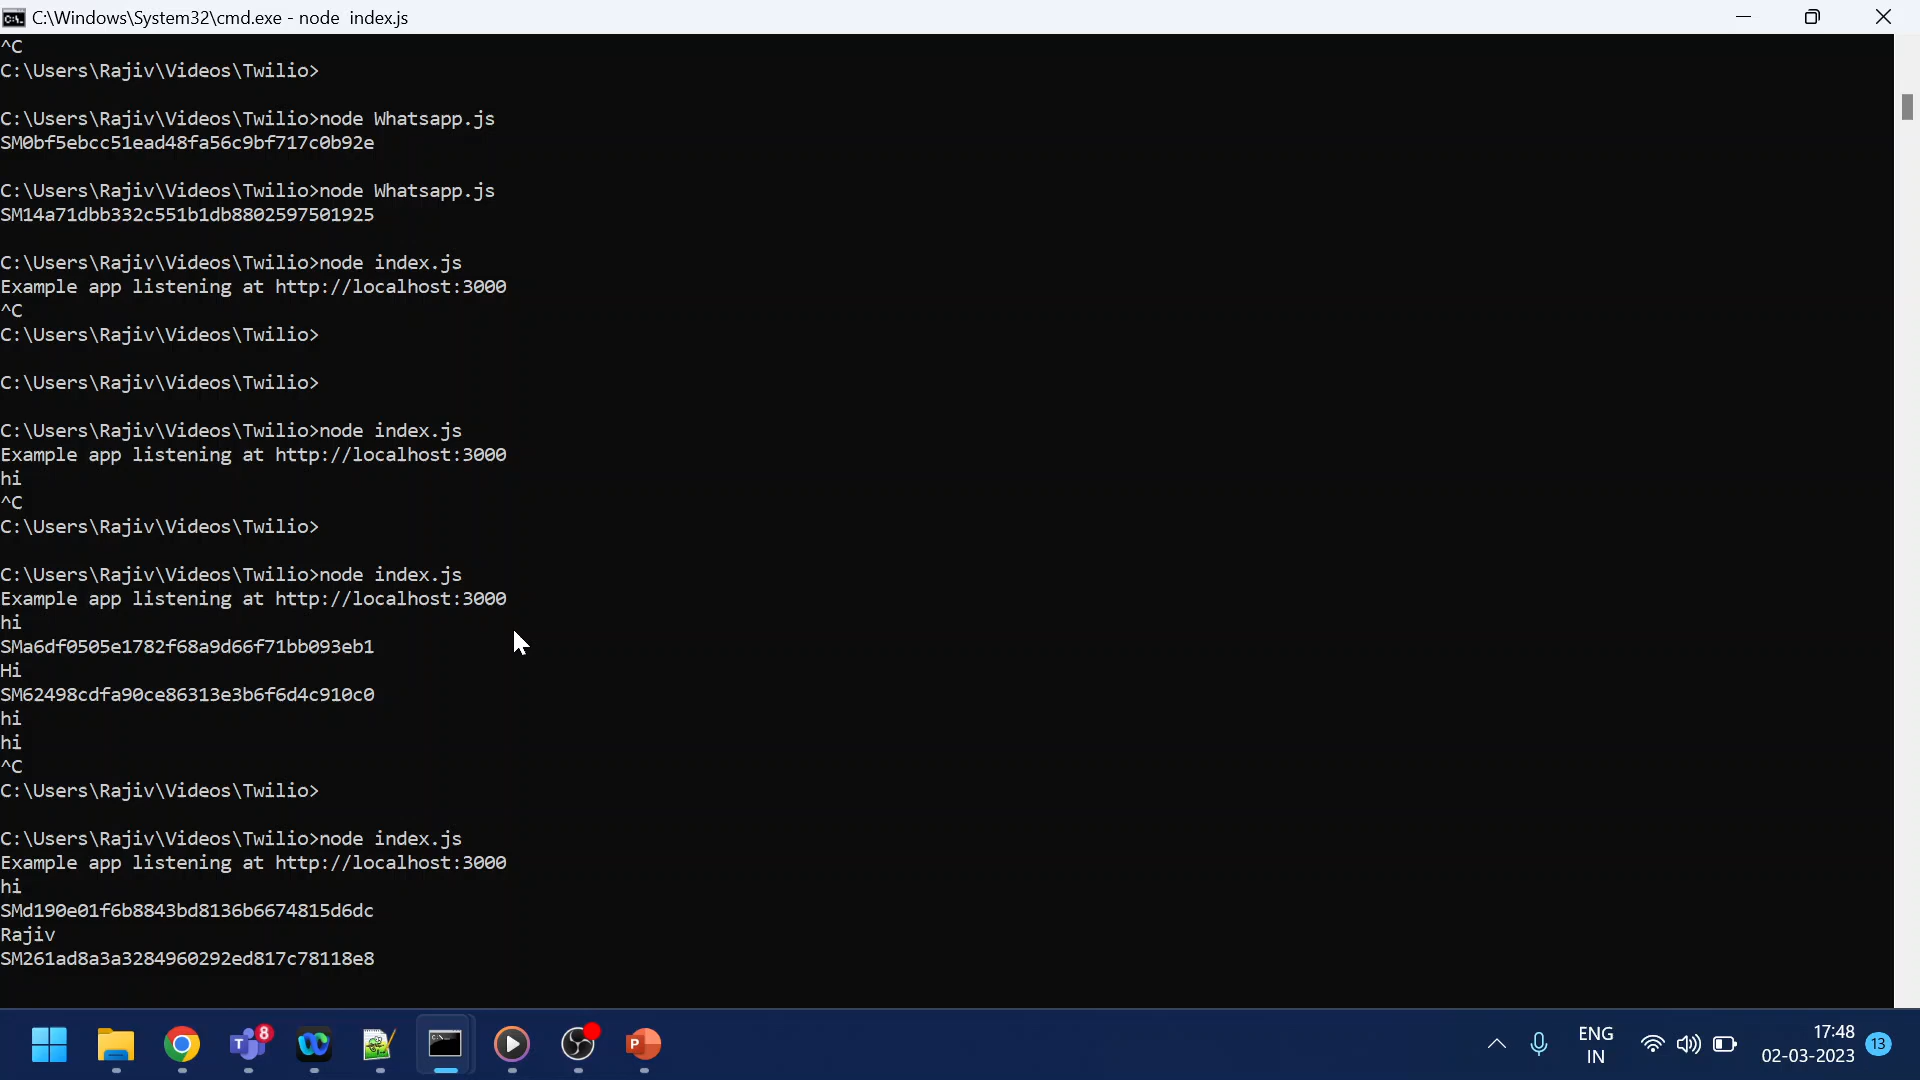 C:\Windows\System32\cmd.exe - node  index.js
^C
C:\Users\Rajiv\Videos\Twilio>
C:\Users\Rajiv\Videos\Twilio>node Whatsapp.js
SM0bf5ebcc51ead48fa56c9bf717c0b92e
C:\Users\Rajiv\Videos\Twilio>node Whatsapp.js
SM14a71dbb332c551b1db8802597501925
C:\Users\Rajiv\Videos\Twilio>node index.js
Example app listening at http://localhost:3000
^C
C:\Users\Rajiv\Videos\Twilio>
C:\Users\Rajiv\Videos\Twilio>
C:\Users\Rajiv\Videos\Twilio>node index.js
Example app listening at http://localhost:3000
hi
^C
C:\Users\Rajiv\Videos\Twilio>
C:\Users\Rajiv\Videos\Twilio>node index.js
Example app listening at http://localhost:3000
hi
SMa6df0505e1782f68a9d66f71bb093eb1
Hi
SM62498cdfa90ce86313e3b6f6d4c910c0
hi
hi
^C
C:\Users\Rajiv\Videos\Twilio>
C:\Users\Rajiv\Videos\Twilio>node index.js
Example app listening at http://localhost:3000
hi
SMd190e01f6b8843bd8136b6674815d6dc
Rajiv
SM261ad8a3a3284960292ed817c78118e8
8
ENG
IN
17:48
02-03-2023
13